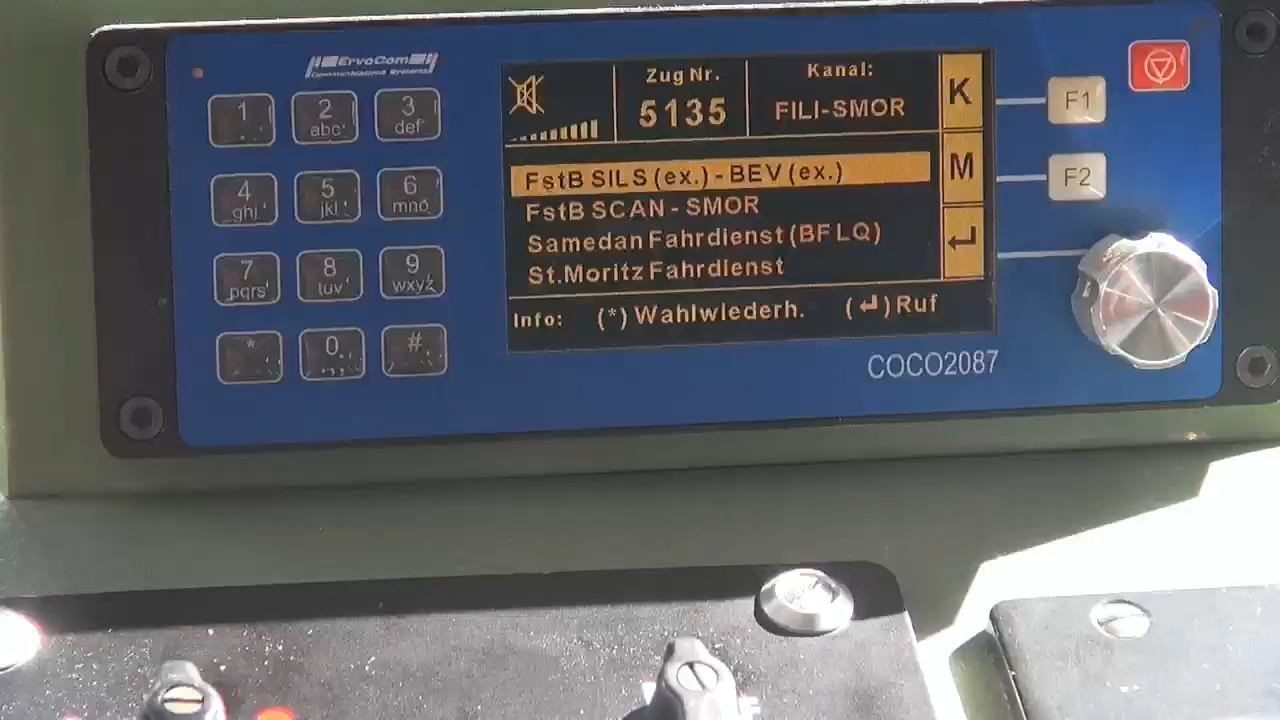 ErvoCom
Communications Systems
1
2 abc
3 def
4 ghi
5 jkl
6 mno
7 pqrs
8 tuv
9 wxyz
*
0
#
Zug Nr.
5135
Kanal:
FILI-SMOR
K
M
FstB SILS (ex.) - BEV (ex.)
FstB SCAN - SMOR
Samedan Fahrdienst (BF LQ)
St.Moritz Fahrdienst
Info: (*) Wahlwiederh. (↵) Ruf
F1
F2
COCO2087